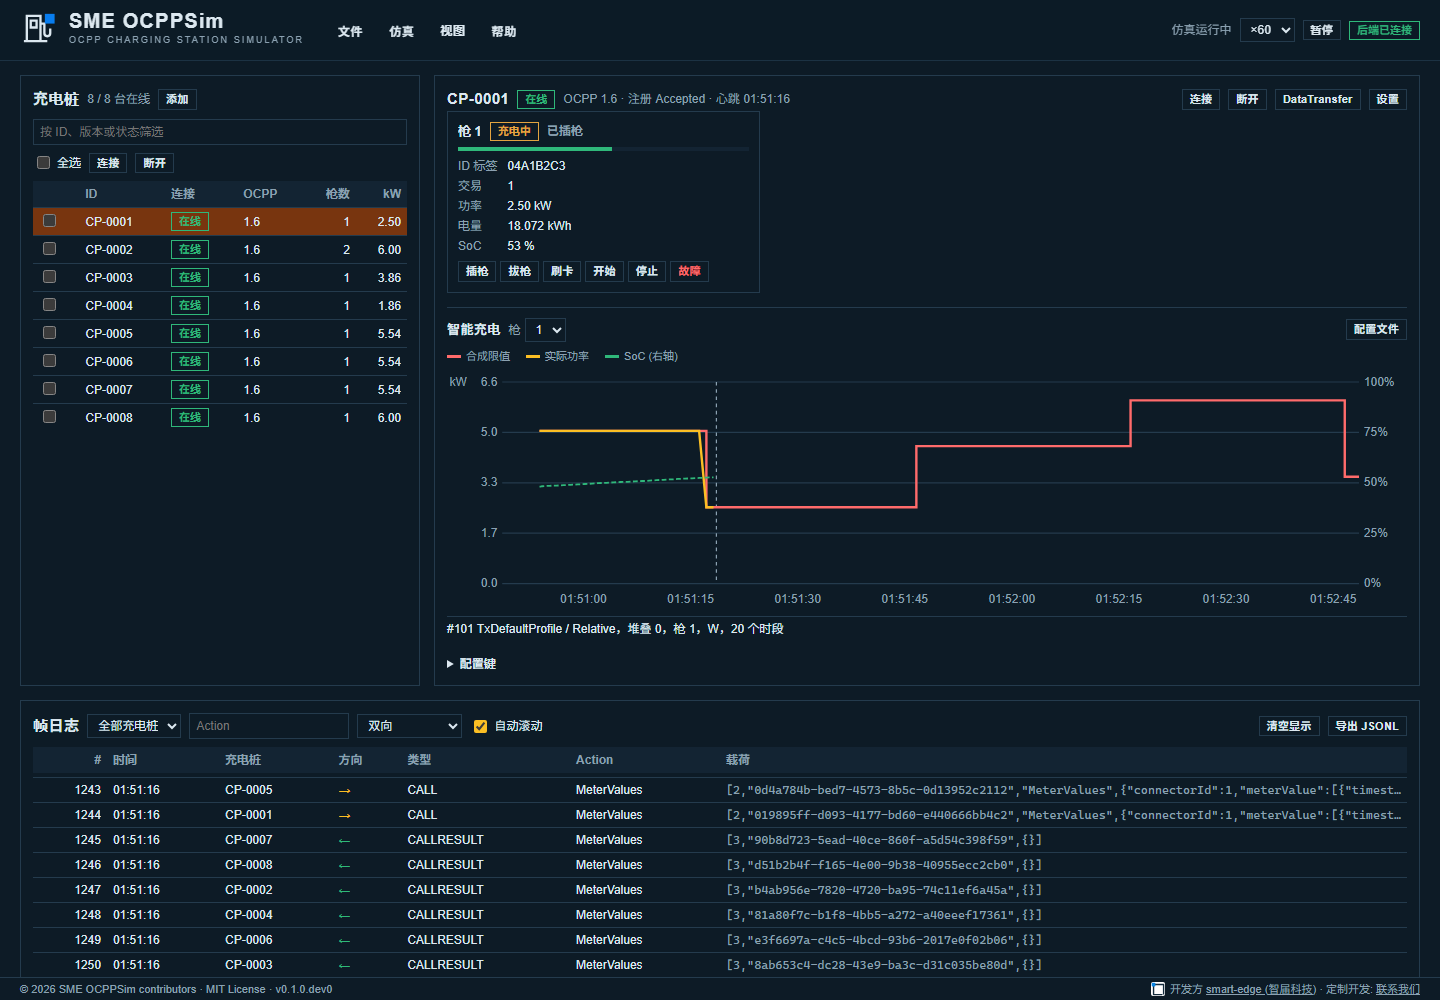 SME OCPPSim
OCPP CHARGING STATION SIMULATOR
文件 仿真 视图 帮助
仿真运行中 ×60 暂停 后端已连接
充电桩 8 / 8 台在线 添加
按 ID、版本或状态筛选
全选 连接 断开
ID 连接 OCPP 枪数 kW
CP-0001 在线 1.6 1 2.50
CP-0002 在线 1.6 2 6.00
CP-0003 在线 1.6 1 3.86
CP-0004 在线 1.6 1 1.86
CP-0005 在线 1.6 1 5.54
CP-0006 在线 1.6 1 5.54
CP-0007 在线 1.6 1 5.54
CP-0008 在线 1.6 1 6.00
CP-0001 在线 OCPP 1.6 · 注册 Accepted · 心跳 01:51:16
连接 断开 DataTransfer 设置
枪 1 充电中 已插枪
ID 标签 04A1B2C3
交易 1
功率 2.50 kW
电量 18.072 kWh
SoC 53 %
插枪 拔枪 刷卡 开始 停止 故障
智能充电 枪 1 配置文件
合成限值 实际功率 SoC (右轴)
kW 6.6 100%
5.0 75%
3.3 50%
1.7 25%
0.0 0%
01:51:00 01:51:15 01:51:30 01:51:45 01:52:00 01:52:15 01:52:30 01:52:45
#101 TxDefaultProfile / Relative，堆叠 0，枪 1，W，20 个时段
配置键
帧日志 全部充电桩 Action 双向 自动滚动 清空显示 导出 JSONL
# 时间 充电桩 方向 类型 Action 载荷
1243 01:51:16 CP-0005 → CALL MeterValues [2,"0d4a784b-bed7-4573-8b5c-0d13952c2112","MeterValues",{"connectorId":1,"meterValue":[{"timest…
1244 01:51:16 CP-0001 → CALL MeterValues [2,"019895ff-d093-4177-bd60-e440666bb4c2","MeterValues",{"connectorId":1,"meterValue":[{"timest…
1245 01:51:16 CP-0007 ← CALLRESULT MeterValues [3,"90b8d723-5ead-40ce-860f-a5d54c398f59",{}]
1246 01:51:16 CP-0008 ← CALLRESULT MeterValues [3,"d51b2b4f-f165-4e00-9b38-40955ecc2cb0",{}]
1247 01:51:16 CP-0002 ← CALLRESULT MeterValues [3,"b4ab956e-7820-4720-ba95-74c11ef6a45a",{}]
1248 01:51:16 CP-0004 ← CALLRESULT MeterValues [3,"81a80f7c-b1f8-4bb5-a272-a40eeef17361",{}]
1249 01:51:16 CP-0006 ← CALLRESULT MeterValues [3,"e3f6697a-c4c5-4bcd-93b6-2017e0f02b06",{}]
1250 01:51:16 CP-0003 ← CALLRESULT MeterValues [3,"8ab653c4-dc28-43e9-ba3c-d31c035be80d",{}]
© 2026 SME OCPPSim contributors · MIT License · v0.1.0.dev0
开发方 smart-edge (智届科技) · 定制开发: 联系我们